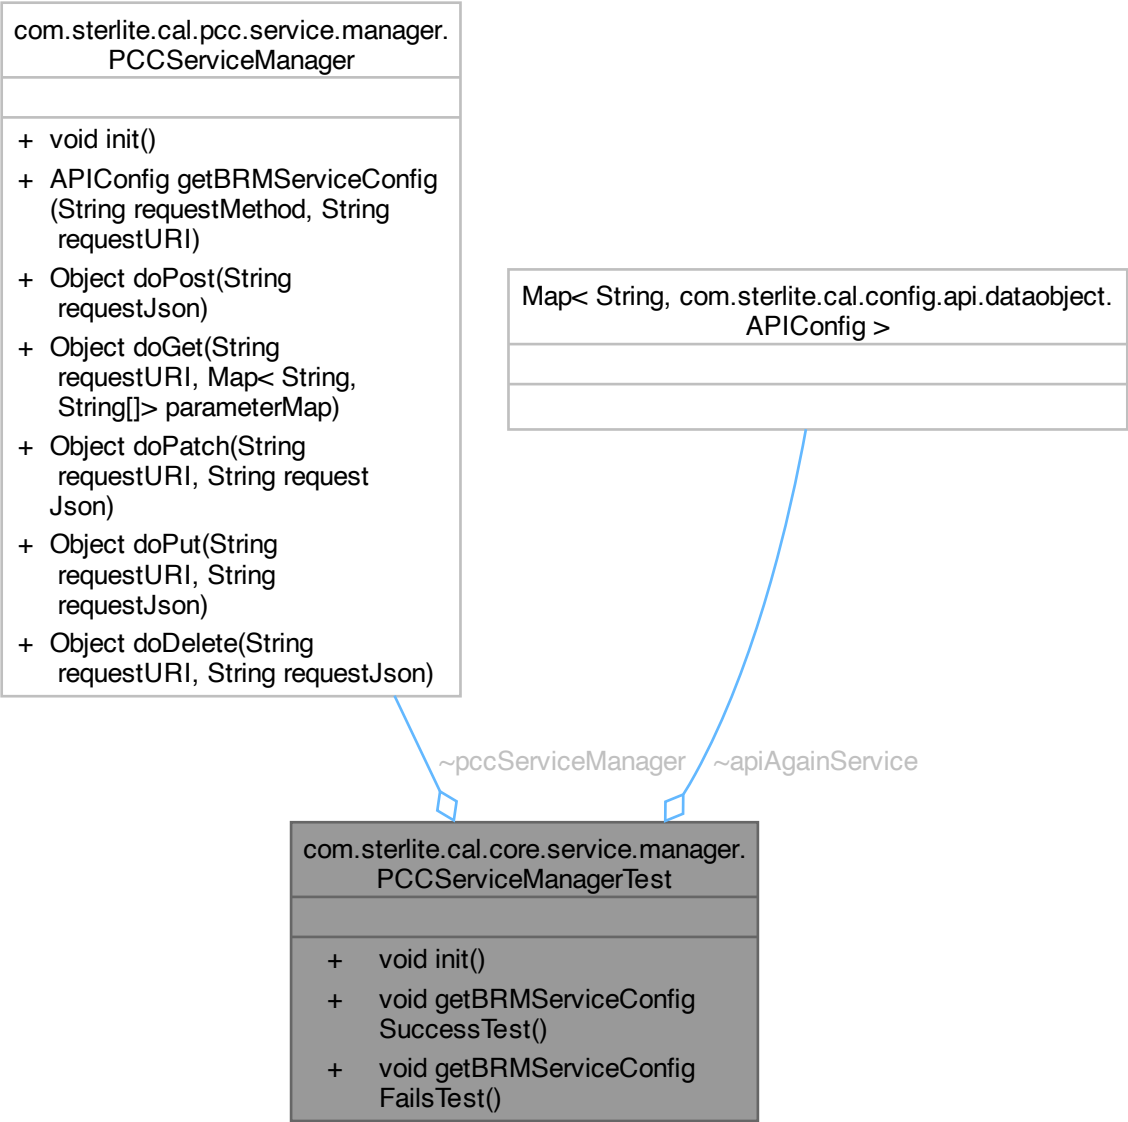 com.sterlite.cal.pcc.service.manager.
PCCServiceManager
+ void init()
+ APIConfig getBRMServiceConfig
(String requestMethod, String
requestURI)
+ Object doPost(String
requestJson)
+ Object doGet(String
requestURI, Map< String,
String[]> parameterMap)
+ Object doPatch(String
requestURI, String request
Json)
+ Object doPut(String
requestURI, String
requestJson)
+ Object doDelete(String
requestURI, String requestJson)
Map< String, com.sterlite.cal.config.api.dataobject.
APIConfig >
~pccServiceManager
~apiAgainService
com.sterlite.cal.core.service.manager.
PCCServiceManagerTest
+ void init()
+ void getBRMServiceConfig
SuccessTest()
+ void getBRMServiceConfig
FailsTest()